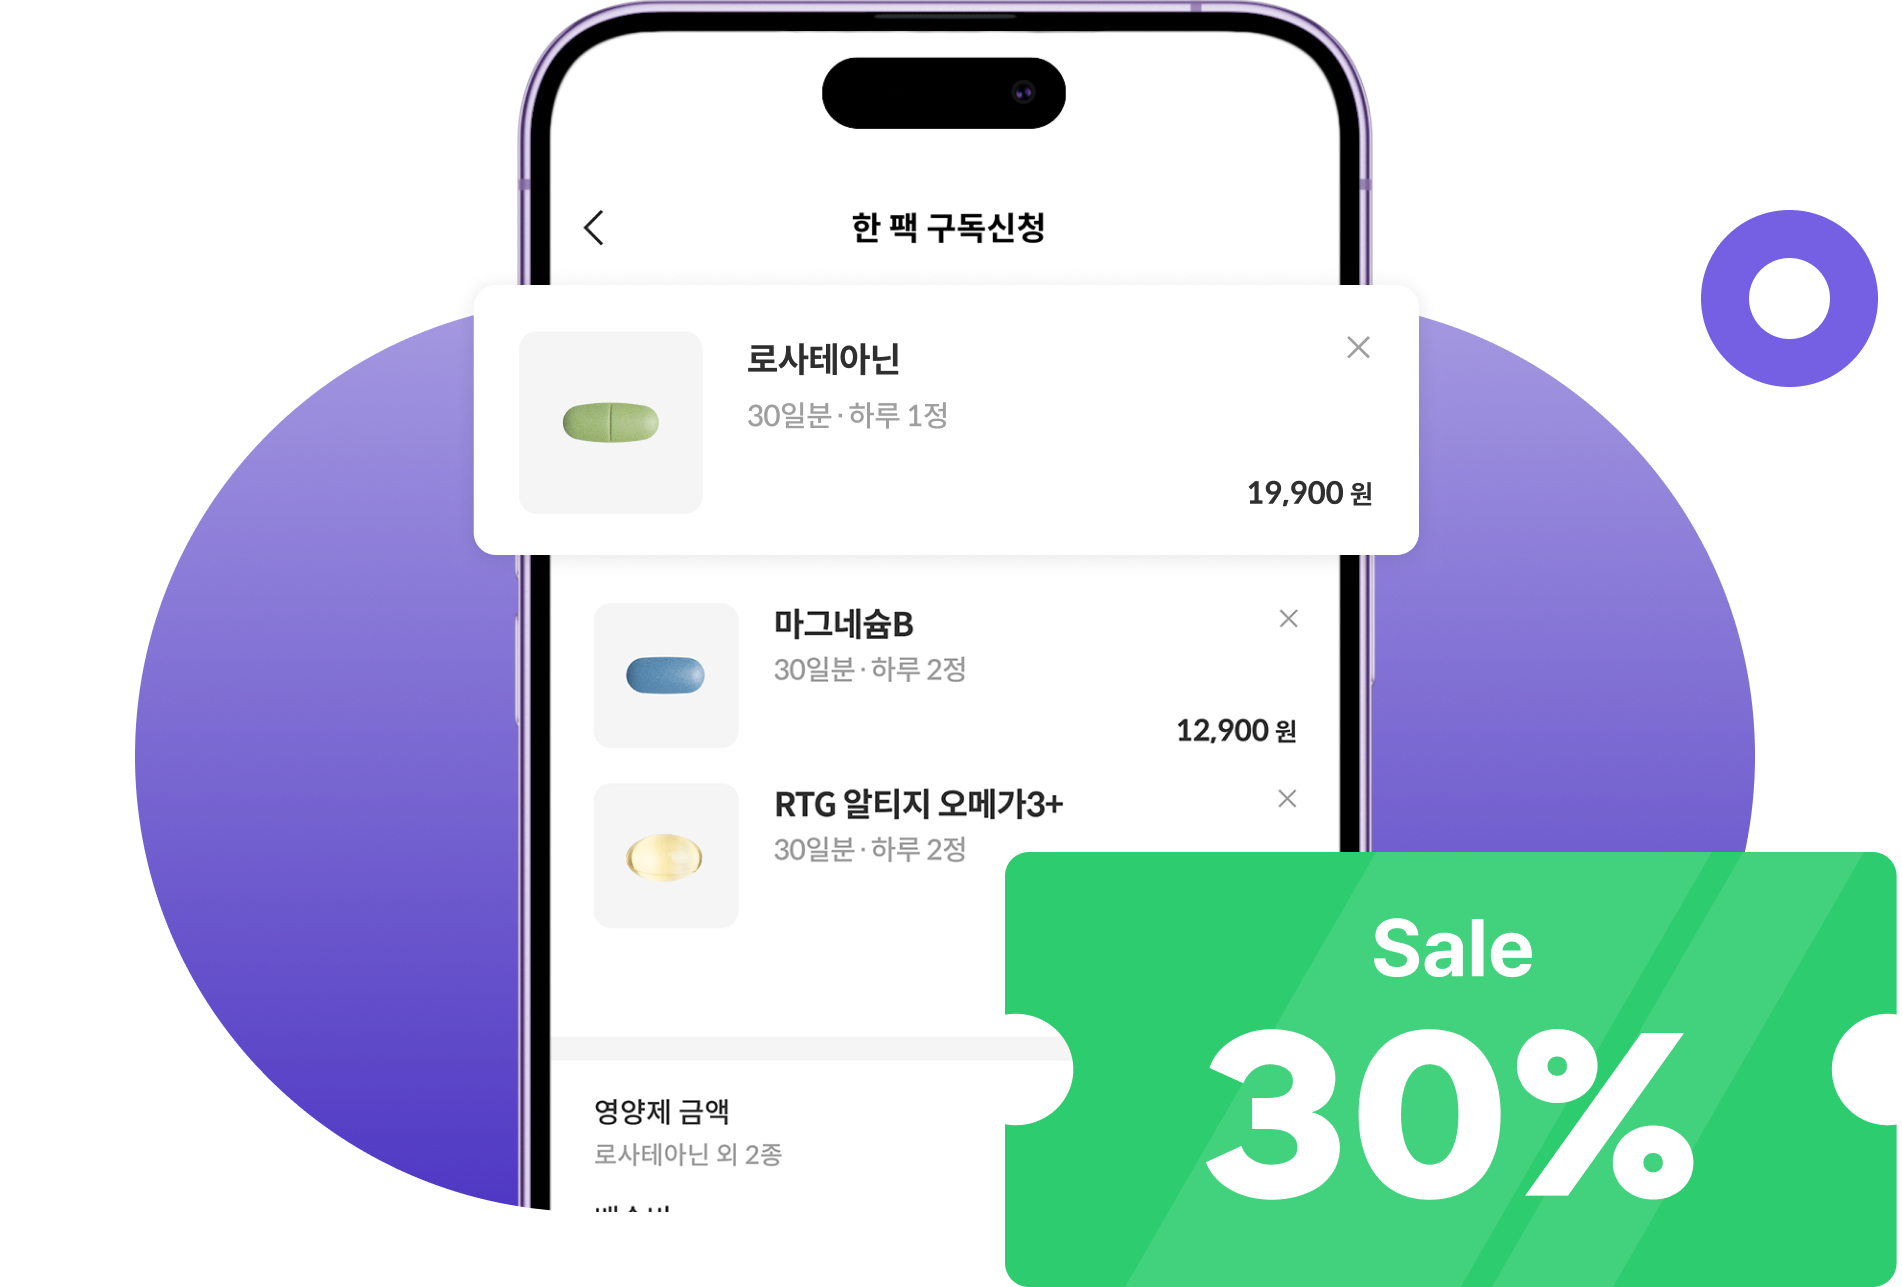 한 팩 구독신청
로사테아닌
30일분 · 하루 1정
19,900 원
마그네슘B
30일분 · 하루 2정
12,900 원
RTG 알티지 오메가3+
30일분 · 하루 2정
Sale
30%
영양제 금액
로사테아닌 외 2종